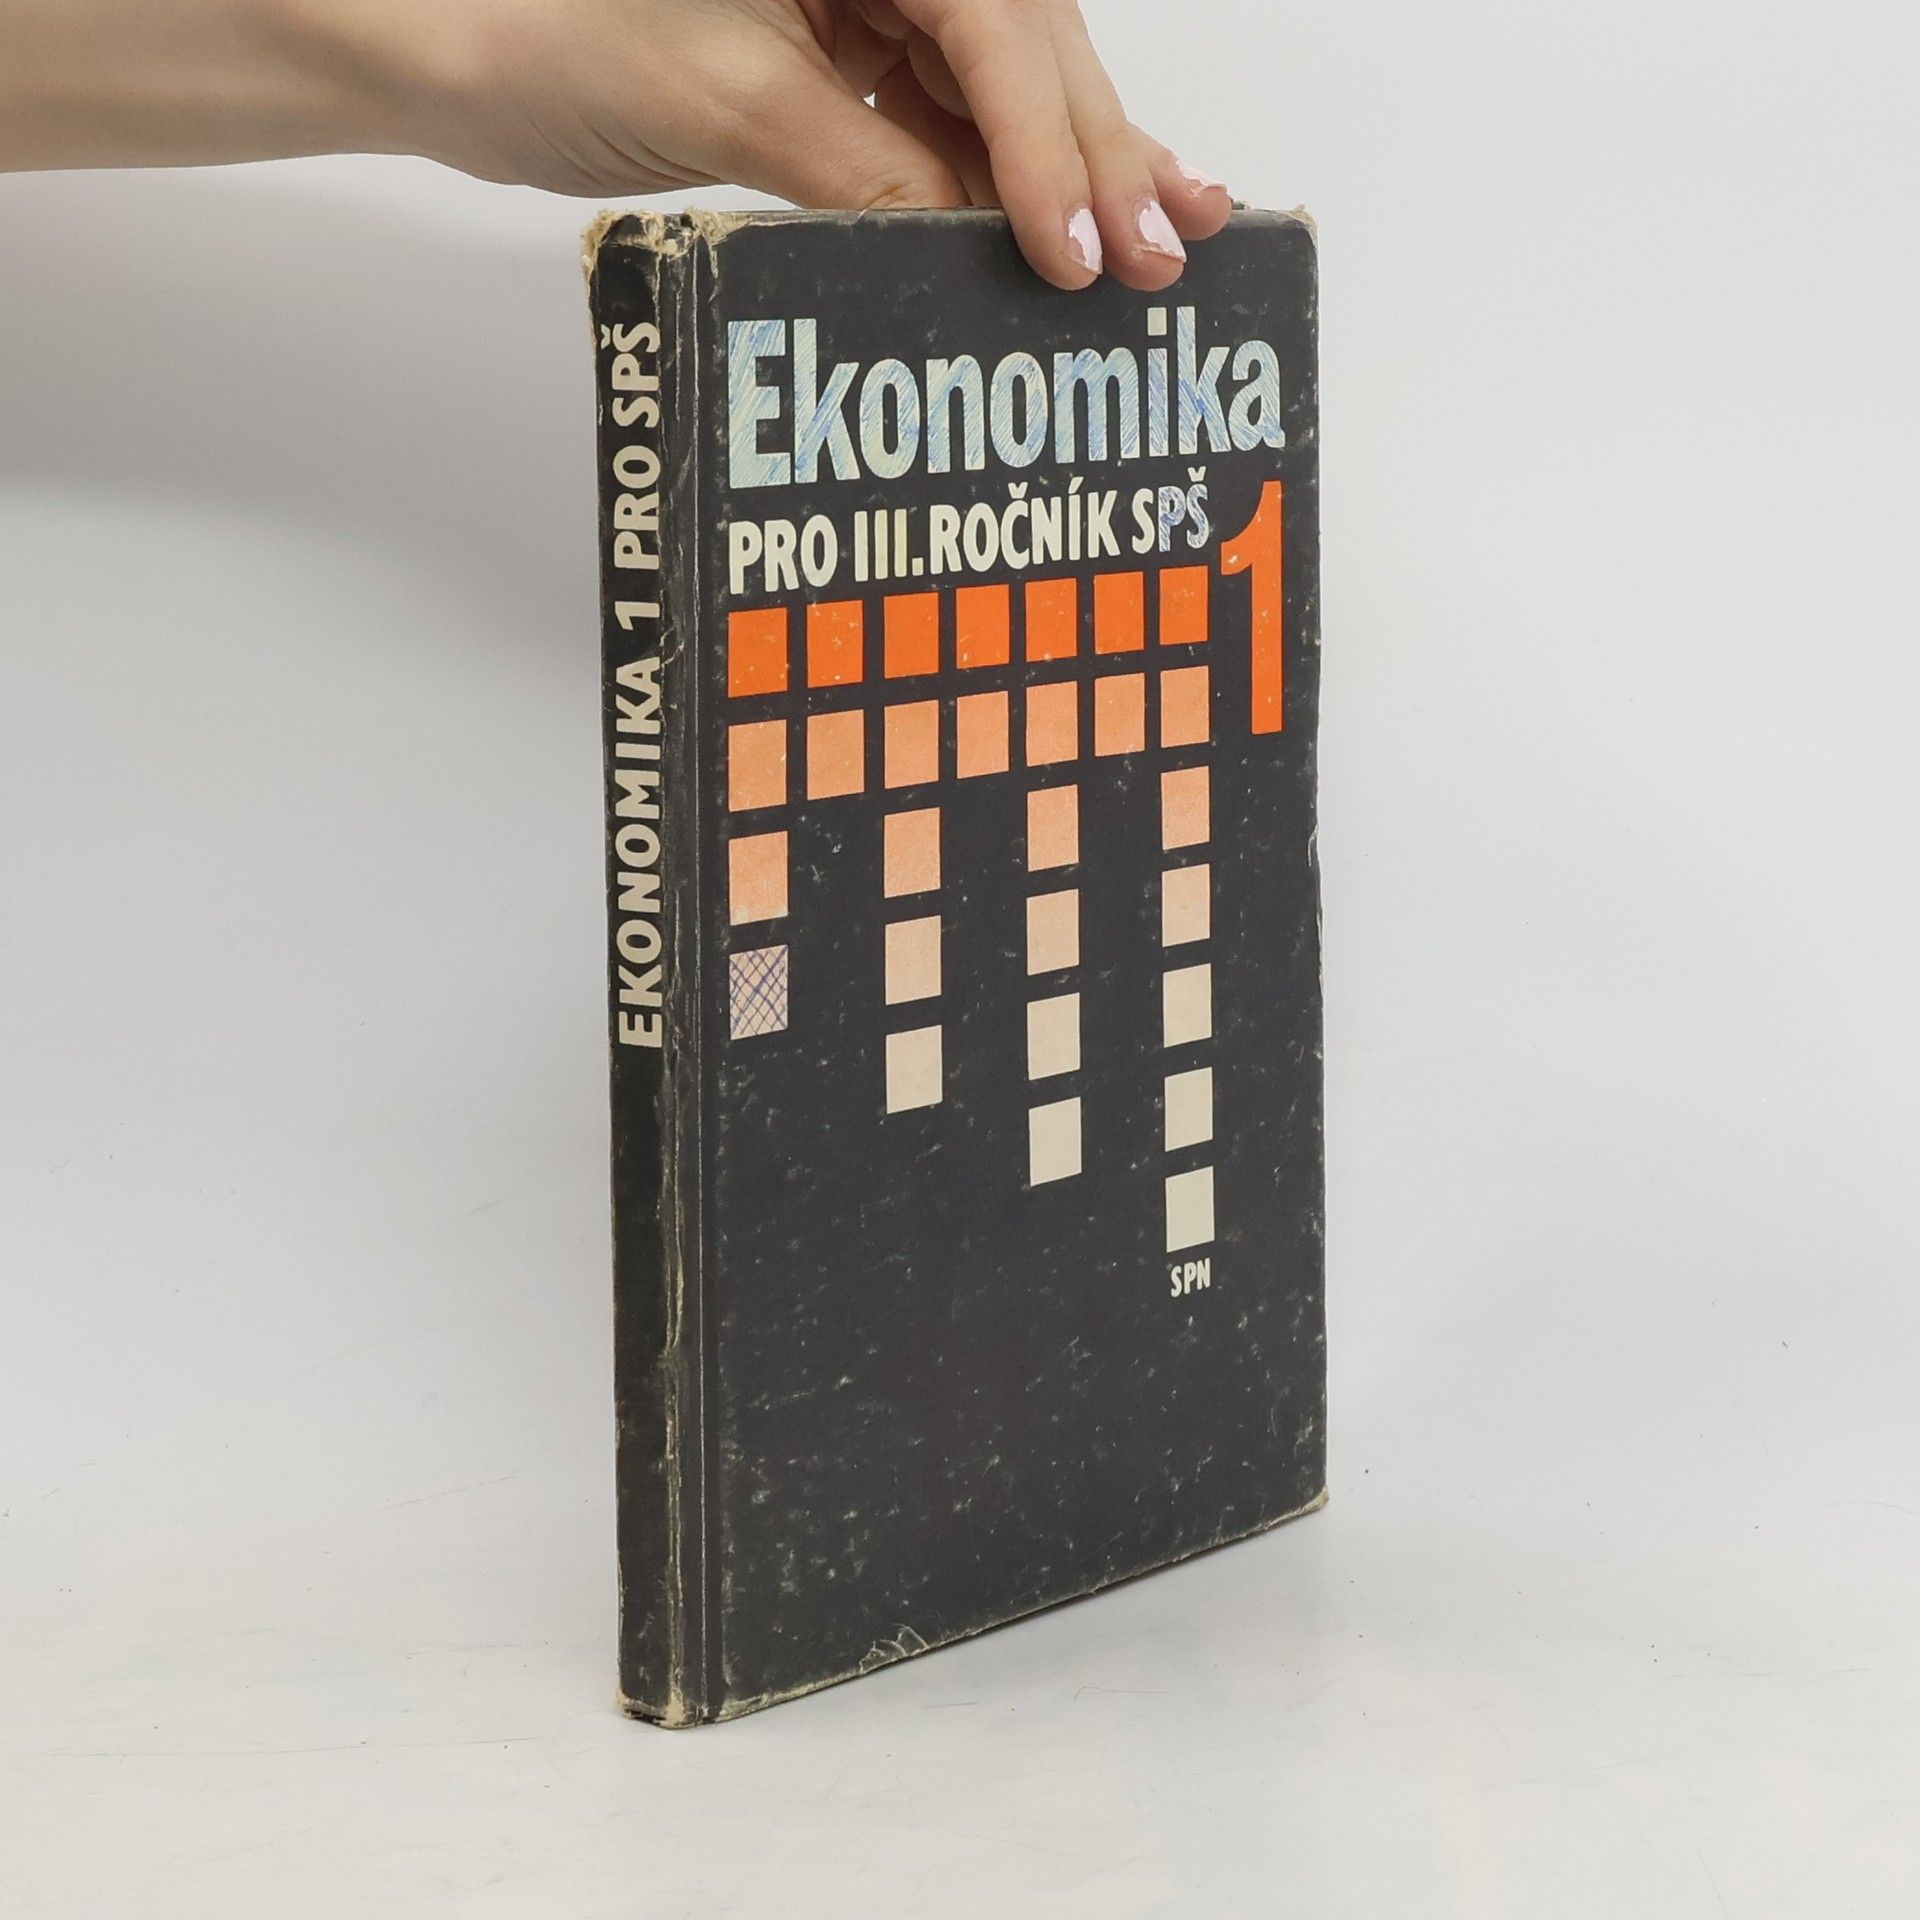 EKONOMIKA 1 PRO SPŠ
Ekonomika
PRO III. ROČNÍK SPŠ
1
SPN